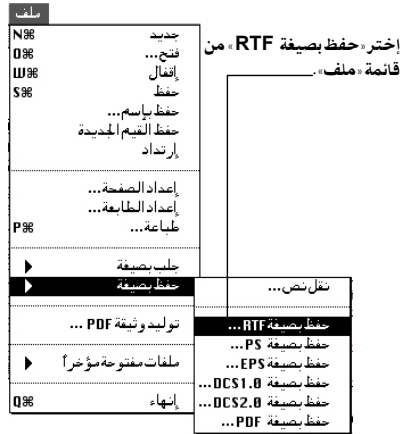 ملف
إختر «حفظ بصيغة RTF» من
قائمة «ملف».
جديد ⌘N
فتح... ⌘O
إقفال ⌘W
حفظ ⌘S
حفظ بإسم...
حفظ القيم الجديدة
إرتداد
إعداد الصفحة...
إعداد الطابعة...
طباعة... ⌘P
جلب بصيغة
حفظ بصيغة
توليد وثيقة PDF ...
ملفات مفتوحة مؤخراً
إنهاء ⌘Q
نقل نص...
حفظ بصيغة RTF...
حفظ بصيغة PS...
حفظ بصيغة EPS...
حفظ بصيغة DCS1.0...
حفظ بصيغة DCS2.0...
حفظ بصيغة PDF...